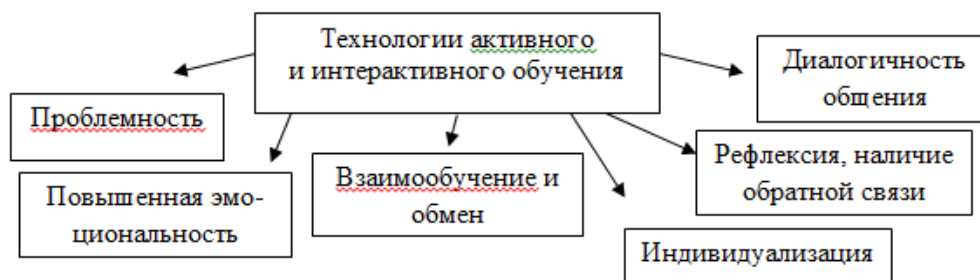 Технологии активного
и интерактивного обучения
Диалогичность
общения
Проблемность
Рефлексия, наличие
обратной связи
Взаимообучение и
обмен
Повышенная эмо-
циональность
Индивидуализация